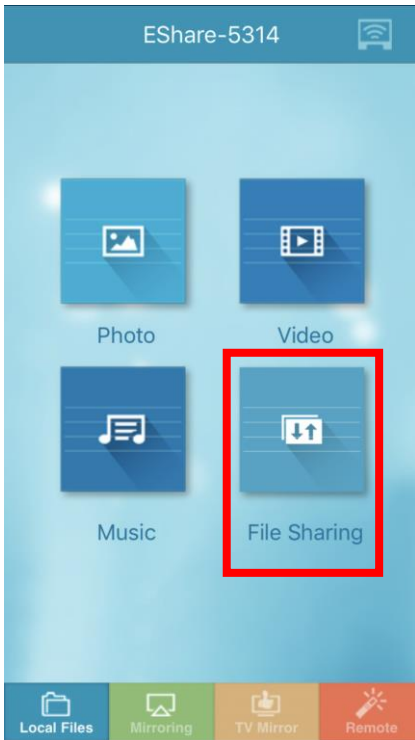 EShare-5314
Photo
Video
Music
File Sharing
Local Files
Mirroring
TV Mirror
Remote